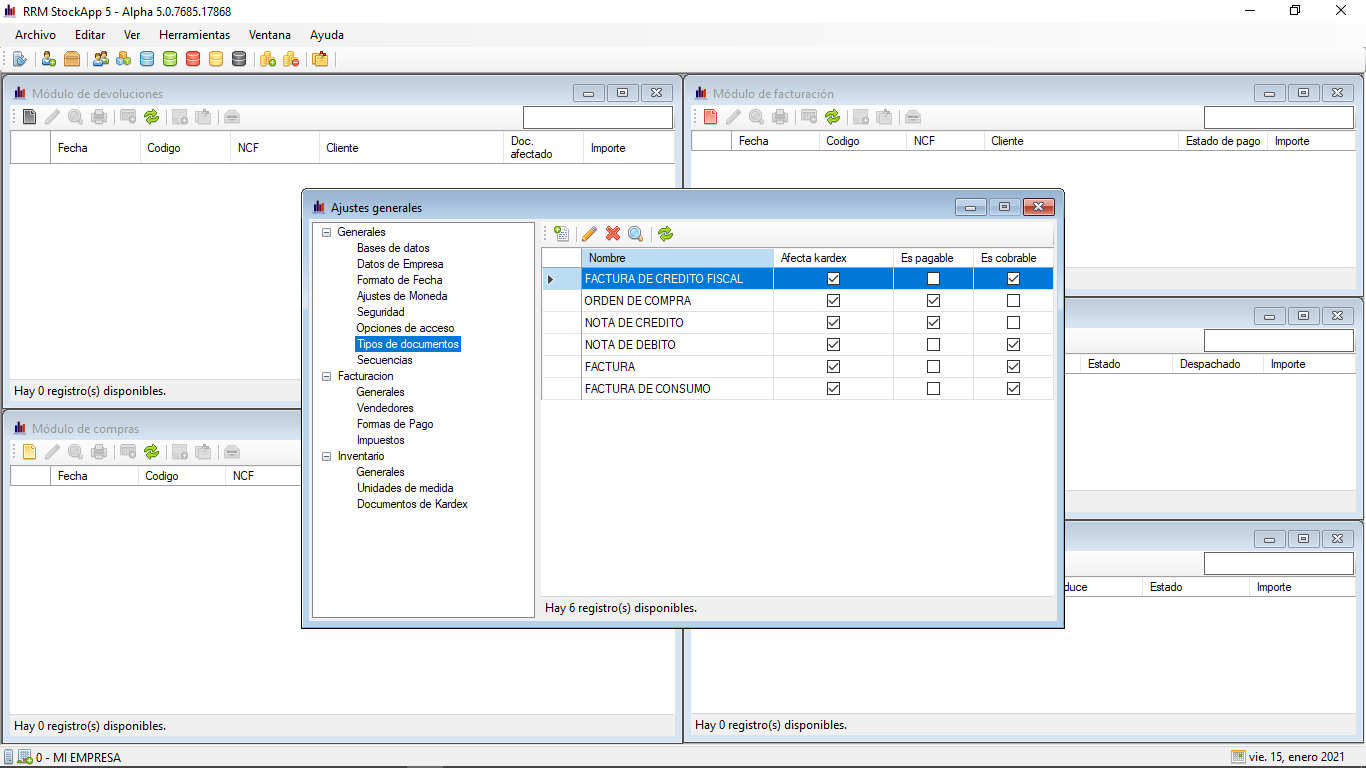 RRM StockApp 5 - Alpha 5.0.7685.17868
Archivo Editar Ver Herramientas Ventana Ayuda
Módulo de devoluciones
Fecha Codigo NCF Cliente Doc. afectado Importe
Hay 0 registro(s) disponibles.
Módulo de facturación
Fecha Codigo NCF Cliente Estado de pago Importe
Ajustes generales
Generales
Bases de datos
Datos de Empresa
Formato de Fecha
Ajustes de Moneda
Seguridad
Opciones de acceso
Tipos de documentos
Secuencias
Facturacion
Generales
Vendedores
Formas de Pago
Impuestos
Inventario
Generales
Unidades de medida
Documentos de Kardex
Nombre Afecta kardex Es pagable Es cobrable
FACTURA DE CREDITO FISCAL
ORDEN DE COMPRA
NOTA DE CREDITO
NOTA DE DEBITO
FACTURA
FACTURA DE CONSUMO
Hay 6 registro(s) disponibles.
Estado Despachado Importe
Módulo de compras
Fecha Codigo NCF
Hay 0 registro(s) disponibles.
duce Estado Importe
Hay 0 registro(s) disponibles.
0 - MI EMPRESA
vie. 15, enero 2021